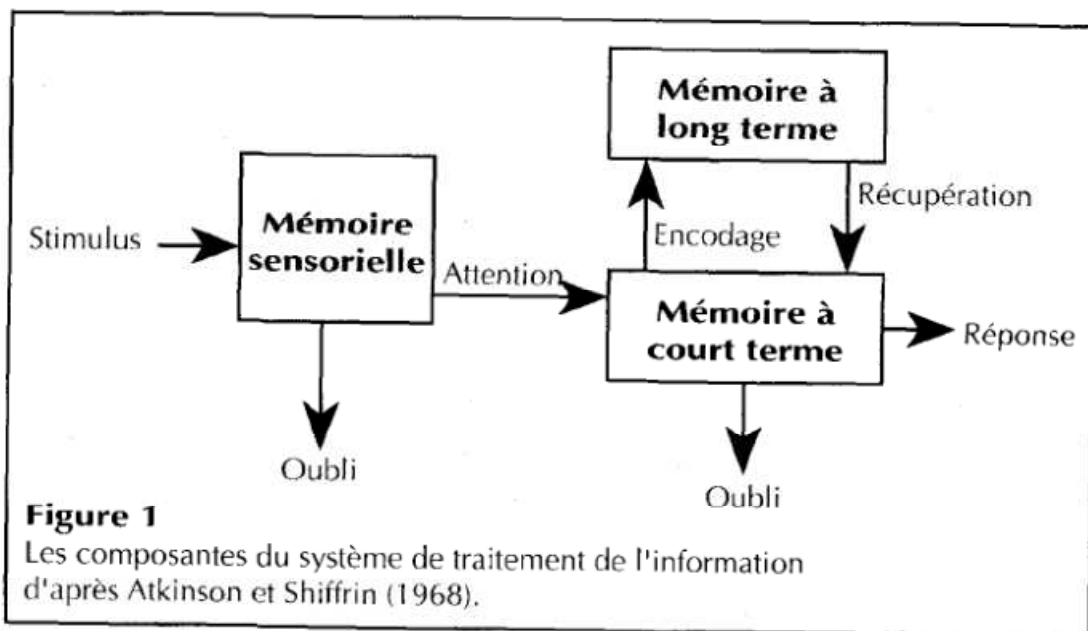 Mémoire à
long terme
Récupération
Mémoire
sensorielle
Stimulus
Encodage
Attention
Mémoire à
court terme
Réponse
Oubli
Oubli
Figure 1
Les composantes du système de traitement de l'information
d'après Atkinson et Shiffrin (1968).